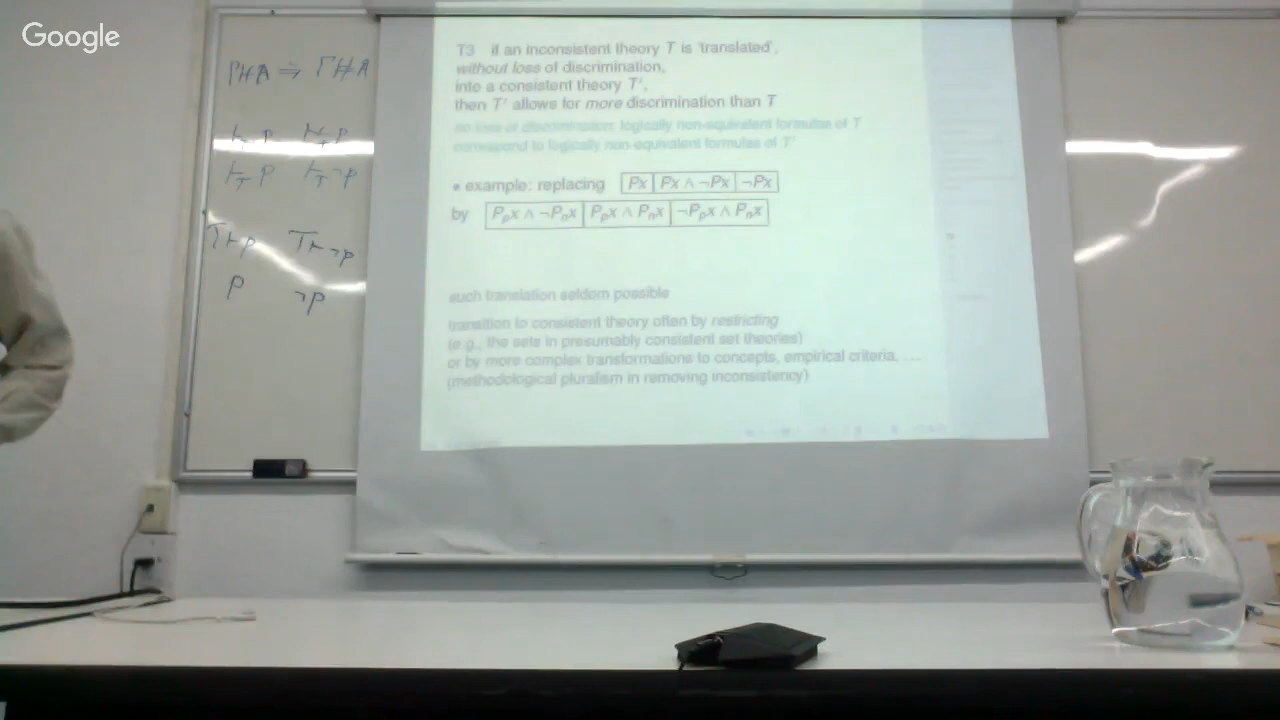 Google
T3 if an inconsistent theory T is 'translated',
without loss of discrimination,
into a consistent theory T',
then T' allows for more discrimination than T
no loss of discrimination: logically non-equivalent formulas of T
correspond to logically non-equivalent formulas of T'
• example: replacing Px | Px ∧ ¬Px | ¬Px
by Pₚx ∧ ¬Pₙx | Pₚx ∧ Pₙx | ¬Pₚx ∧ Pₙx
such translation seldom possible
transition to consistent theory often by restricting
(e.g., the sets in presumably consistent set theories)
or by more complex transformations to concepts, empirical criteria, ...
(methodological pluralism in removing inconsistency)
T⊢p T⊢¬p
p ¬p